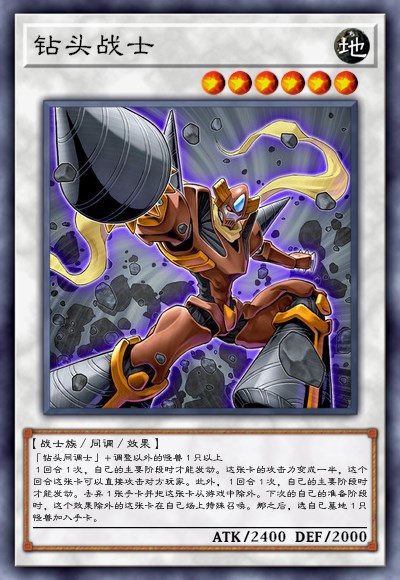 钻头战士
地
【战士族／同调／效果】
「钻头同调士」＋调整以外的怪兽1只以上
1回合1次，自己的主要阶段时才能发动。这张卡的攻击力变成一半，这个
回合这张卡可以直接攻击对方玩家。此外，1回合1次，自己的主要阶段
时才能发动。丢弃1张手卡并把这张卡从游戏中除外。下次的自己的准备阶段
时，这个效果除外的这张卡在自己场上特殊召唤。那之后，选自己墓地1只
怪兽加入手卡。
ATK/2400 DEF/2000